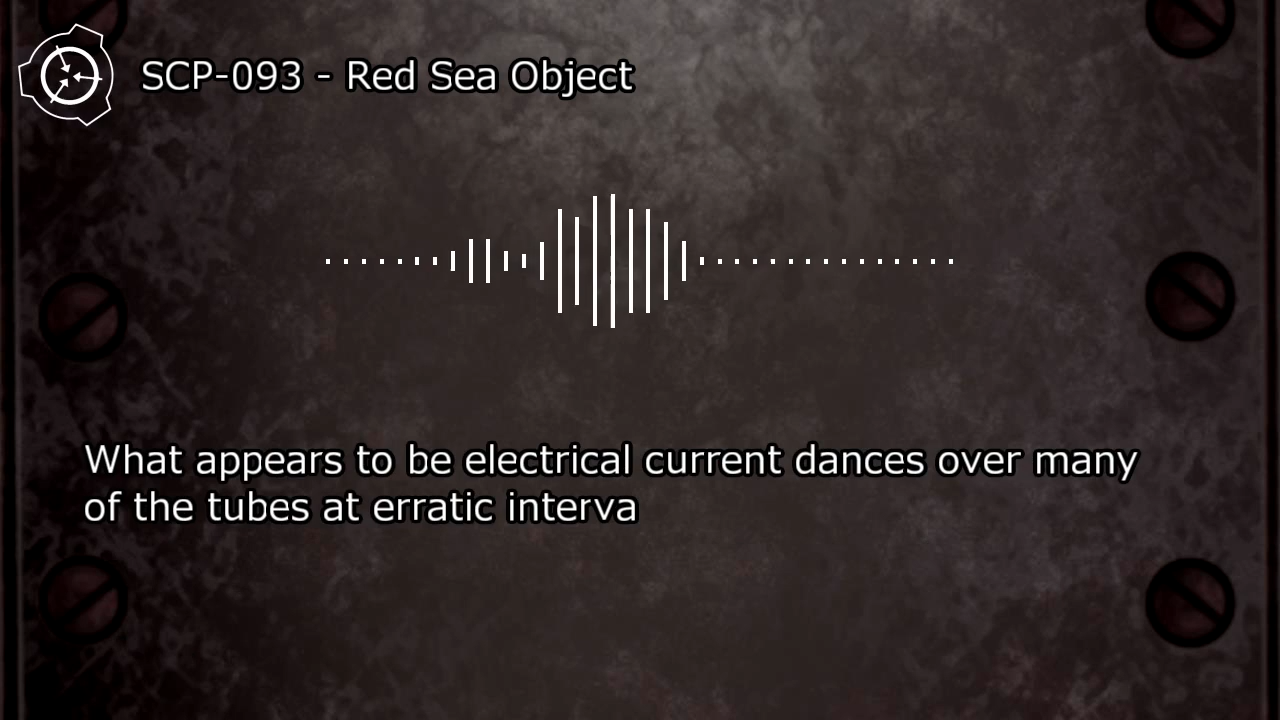 SCP-093 - Red Sea Object
What appears to be electrical current dances over many
of the tubes at erratic interva